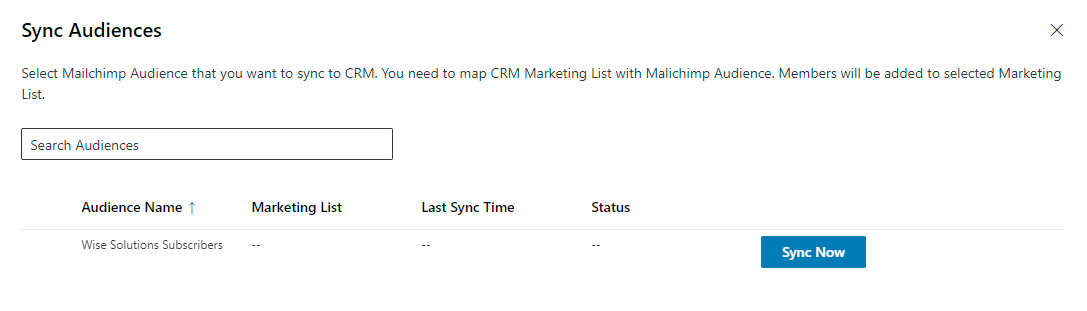 Sync Audiences
Select Mailchimp Audience that you want to sync to CRM. You need to map CRM Marketing List with Malichimp Audience. Members will be added to selected Marketing
List.
Search Audiences
Audience Name ↑ Marketing List Last Sync Time Status
Wise Solutions Subscribers -- -- -- Sync Now